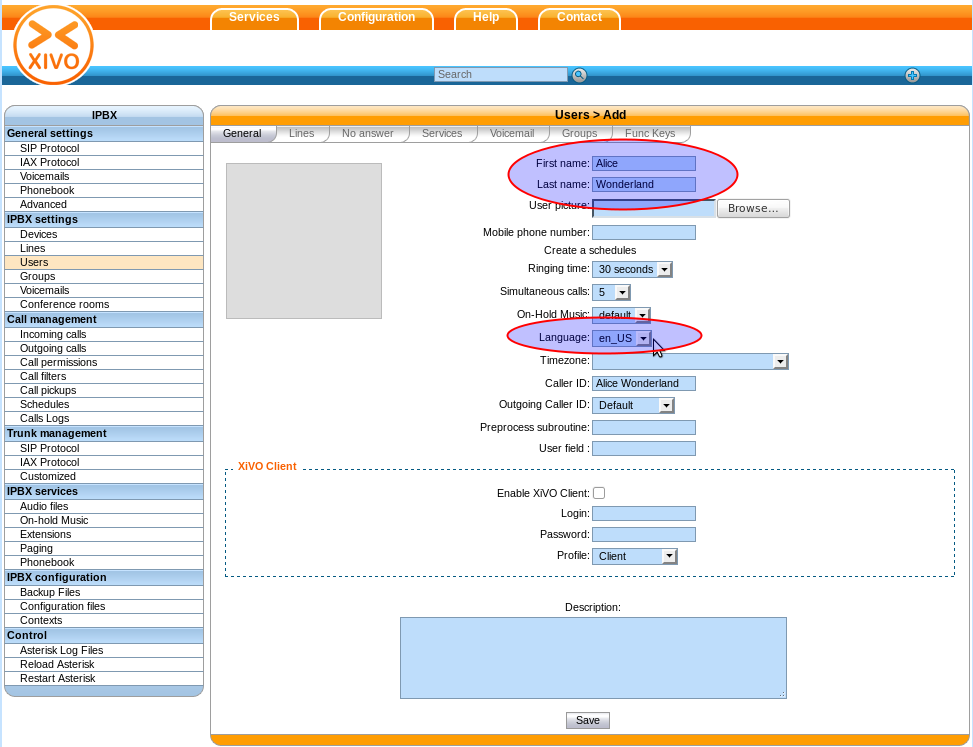 Services Configuration Help Contact
XIVO
Search
IPBX
General settings
SIP Protocol
IAX Protocol
Voicemails
Phonebook
Advanced
IPBX settings
Devices
Lines
Users
Groups
Voicemails
Conference rooms
Call management
Incoming calls
Outgoing calls
Call permissions
Call filters
Call pickups
Schedules
Calls Logs
Trunk management
SIP Protocol
IAX Protocol
Customized
IPBX services
Audio files
On-hold Music
Extensions
Paging
Phonebook
IPBX configuration
Backup Files
Configuration files
Contexts
Control
Asterisk Log Files
Reload Asterisk
Restart Asterisk
Users > Add
General Lines No answer Services Voicemail Groups Func Keys
First name: Alice
Last name: Wonderland
User picture: Browse...
Mobile phone number:
Create a schedules
Ringing time: 30 seconds
Simultaneous calls: 5
On-Hold Music: default
Language: en_US
Timezone:
Caller ID: Alice Wonderland
Outgoing Caller ID: Default
Preprocess subroutine:
User field :
XiVO Client
Enable XiVO Client:
Login:
Password:
Profile: Client
Description:
Save